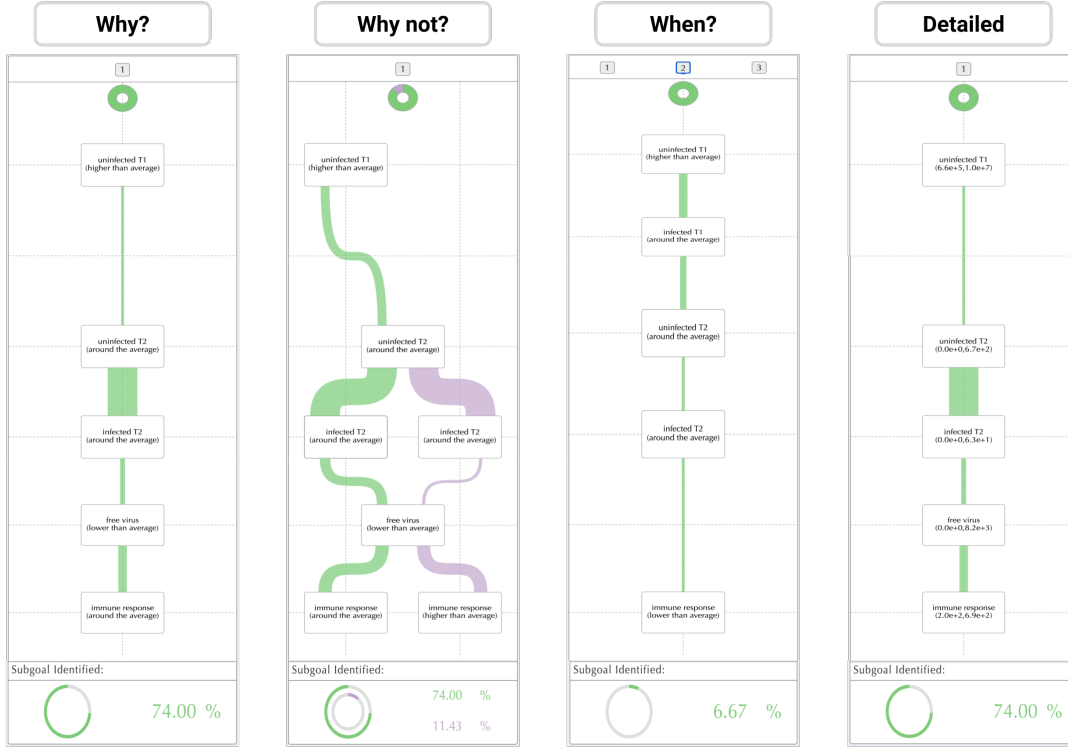 Why?
1
uninfected T1
(higher than average)
uninfected T2
(around the average)
infected T2
(around the average)
free virus
(lower than average)
immune response
(around the average)
Subgoal Identified:
74.00 %
Why not?
1
uninfected T1
(higher than average)
uninfected T2
(around the average)
infected T2
(around the average)
infected T2
(around the average)
free virus
(lower than average)
immune response
(around the average)
immune response
(higher than average)
Subgoal Identified:
74.00 %
11.43 %
When?
1 2 3
uninfected T1
(higher than average)
infected T1
(around the average)
uninfected T2
(around the average)
infected T2
(around the average)
immune response
(lower than average)
Subgoal Identified:
6.67 %
Detailed
1
uninfected T1
(6.6e+5,1.0e+7)
uninfected T2
(0.0e+0,6.7e+2)
infected T2
(0.0e+0,6.3e+1)
free virus
(0.0e+0,8.2e+3)
immune response
(2.0e+2,6.9e+2)
Subgoal Identified:
74.00 %